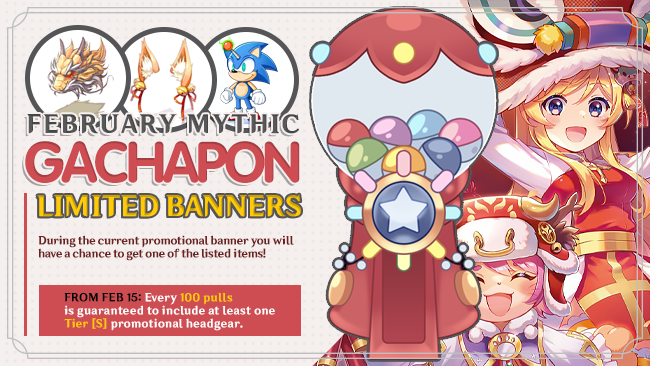 FEBRUARY MYTHIC
GACHAPON
LIMITED BANNERS
During the current promotional banner you will
have a chance to get one of the listed items!
FROM FEB 15: Every 100 pulls
is guaranteed to include at least one
Tier [S] promotional headgear.